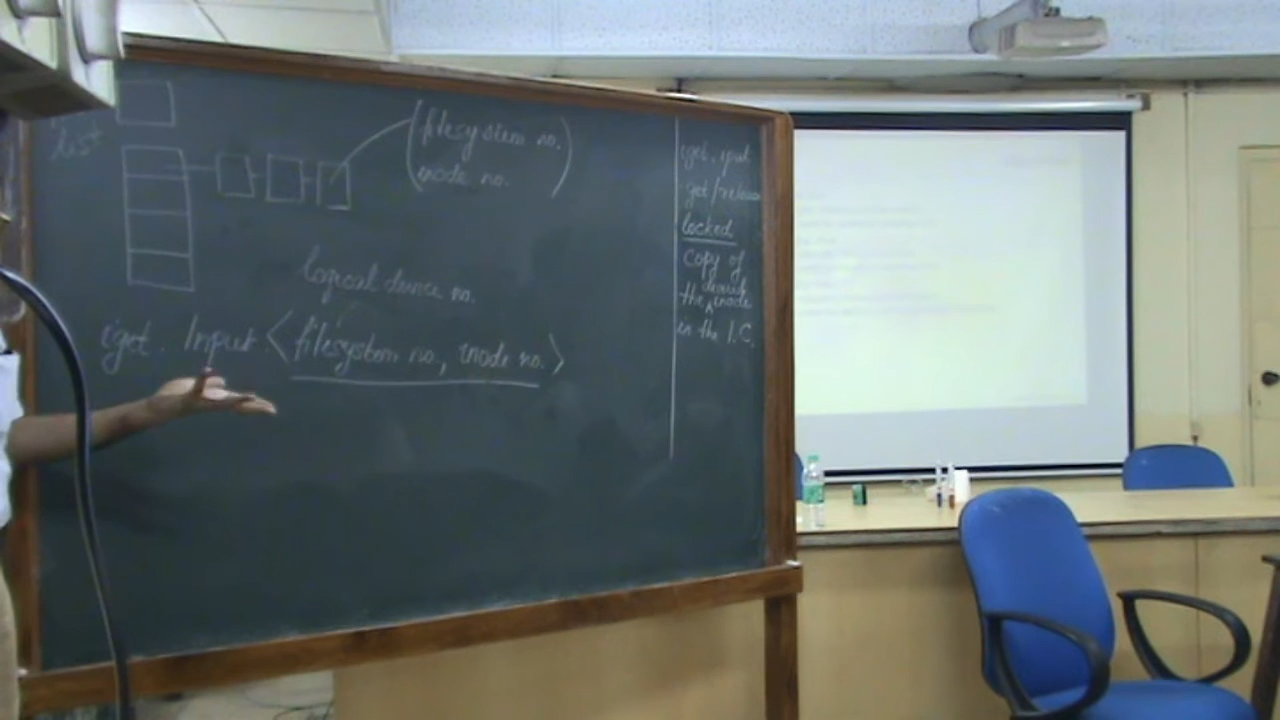 list
(filesystem no.
inode no.)
logical device no.
iget. Input <filesystem no., inode no.>
iget, iput
get/release
locked
copy of
the disk inode
in the I.C.